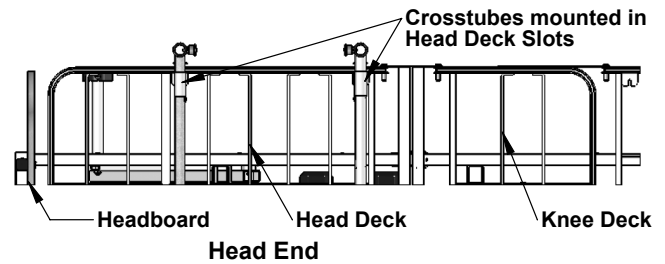 Crosstubes mounted in
Head Deck Slots
Headboard
Head Deck
Knee Deck
Head End